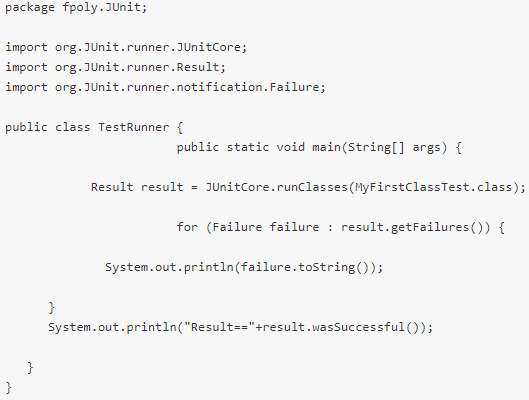 package fpoly.JUnit;
import org.JUnit.runner.JUnitCore;
import org.JUnit.runner.Result;
import org.JUnit.runner.notification.Failure;
public class TestRunner {
public static void main(String[] args) {
Result result = JUnitCore.runClasses(MyFirstClassTest.class);
for (Failure failure : result.getFailures()) {
System.out.println(failure.toString());
}
System.out.println("Result=="+result.wasSuccessful());
}
}